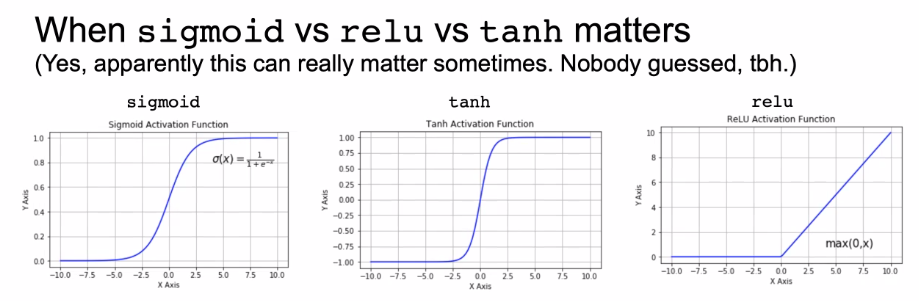 When sigmoid vs relu vs tanh matters
(Yes, apparently this can really matter sometimes. Nobody guessed, tbh.)
sigmoid
Sigmoid Activation Function
1.0
0.8
0.6
0.4
0.2
0.0
Y Axis
σ(x) = 1/(1+e^-x)
−10.0 −7.5 −5.0 −2.5 0.0 2.5 5.0 7.5 10.0
X Axis
tanh
Tanh Activation Function
1.00
0.75
0.50
0.25
0.00
−0.25
−0.50
−0.75
−1.00
Y Axis
−10.0 −7.5 −5.0 −2.5 0.0 2.5 5.0 7.5 10.0
X Axis
relu
ReLU Activation Function
10
8
6
4
2
0
Y Axis
max(0,x)
−10.0 −7.5 −5.0 −2.5 0.0 2.5 5.0 7.5 10.0
X Axis